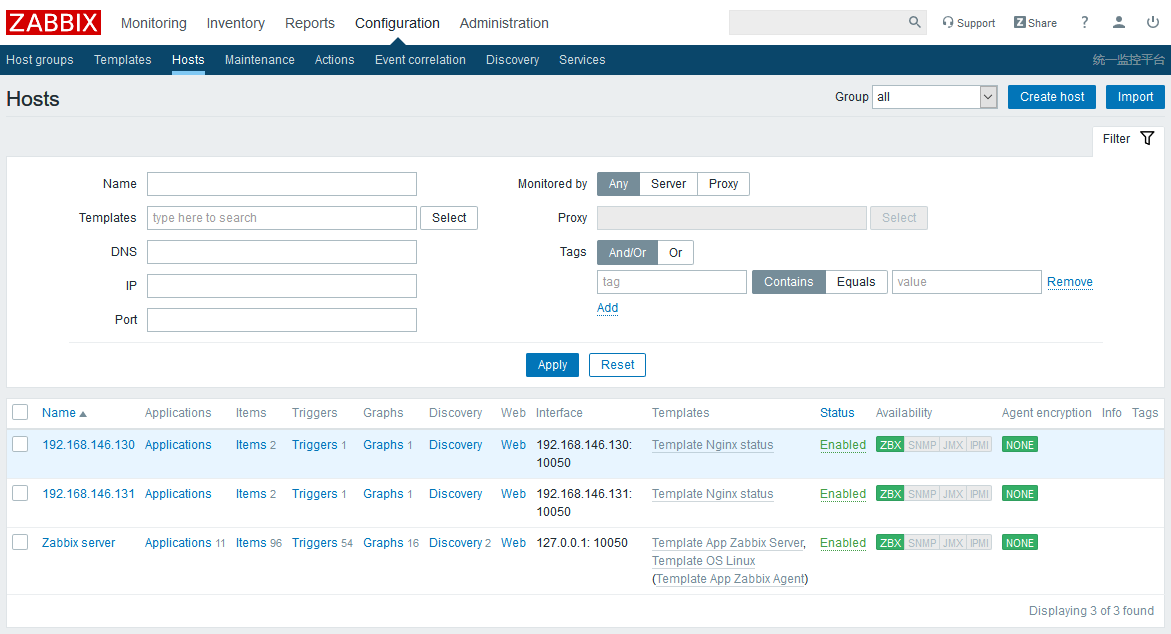 ZABBIX Monitoring Inventory Reports Configuration Administration Support Z Share ?
Host groups Templates Hosts Maintenance Actions Event correlation Discovery Services 统一监控平台
Hosts Group all Create host Import
Filter
Name Monitored by Any Server Proxy
Templates type here to search Select Proxy Select
DNS Tags And/Or Or
IP tag Contains Equals value Remove
Port Add
Apply Reset
Name Applications Items Triggers Graphs Discovery Web Interface Templates Status Availability Agent encryption Info Tags
192.168.146.130 Applications Items 2 Triggers 1 Graphs 1 Discovery Web 192.168.146.130: Template Nginx status Enabled ZBX SNMP JMX IPMI NONE
10050
192.168.146.131 Applications Items 2 Triggers 1 Graphs 1 Discovery Web 192.168.146.131: Template Nginx status Enabled ZBX SNMP JMX IPMI NONE
10050
Zabbix server Applications 11 Items 96 Triggers 54 Graphs 16 Discovery 2 Web 127.0.0.1: 10050 Template App Zabbix Server, Enabled ZBX SNMP JMX IPMI NONE
Template OS Linux
(Template App Zabbix Agent)
Displaying 3 of 3 found